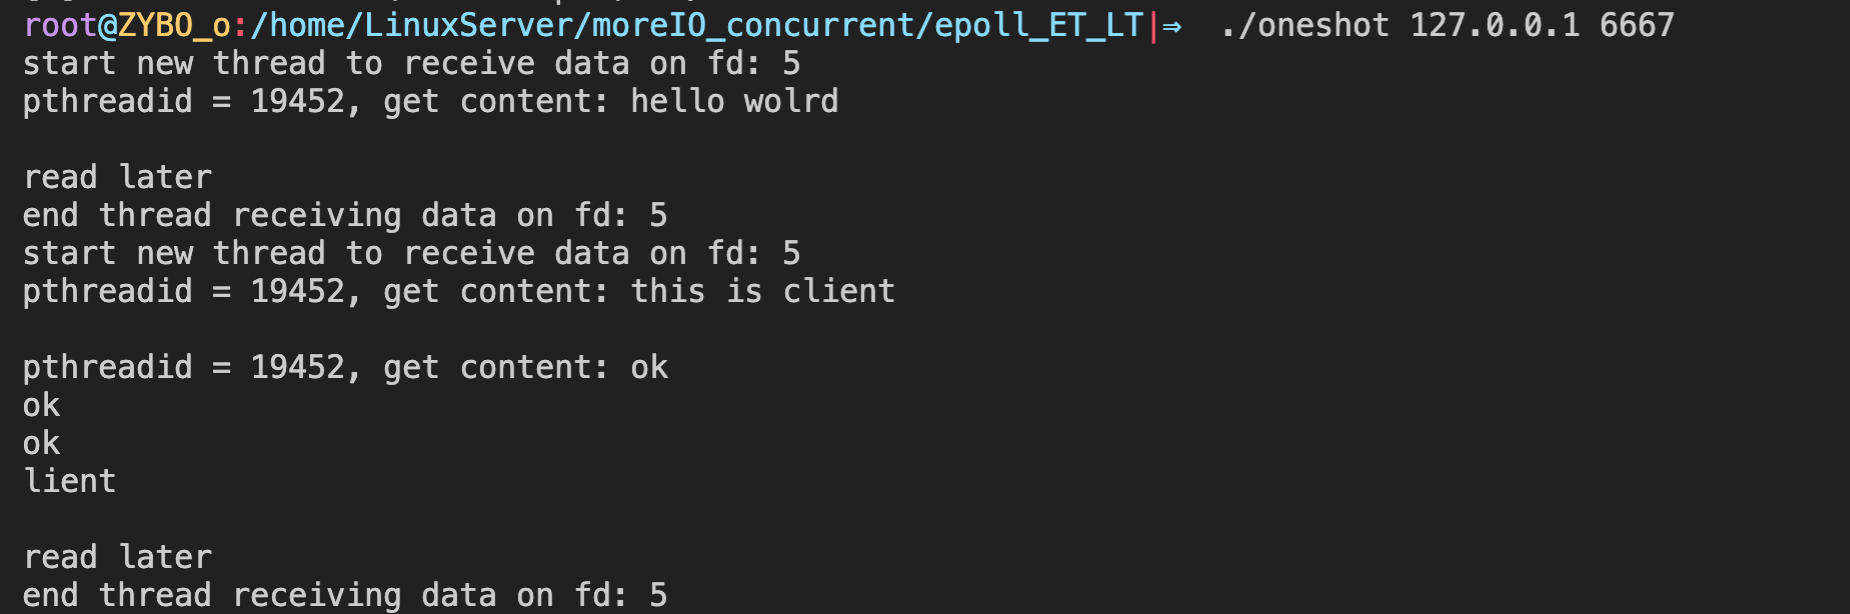 root@ZYBO_o:/home/LinuxServer/moreIO_concurrent/epoll_ET_LT|⇒ ./oneshot 127.0.0.1 6667
start new thread to receive data on fd: 5
pthreadid = 19452, get content: hello wolrd
read later
end thread receiving data on fd: 5
start new thread to receive data on fd: 5
pthreadid = 19452, get content: this is client
pthreadid = 19452, get content: ok
ok
ok
lient
read later
end thread receiving data on fd: 5